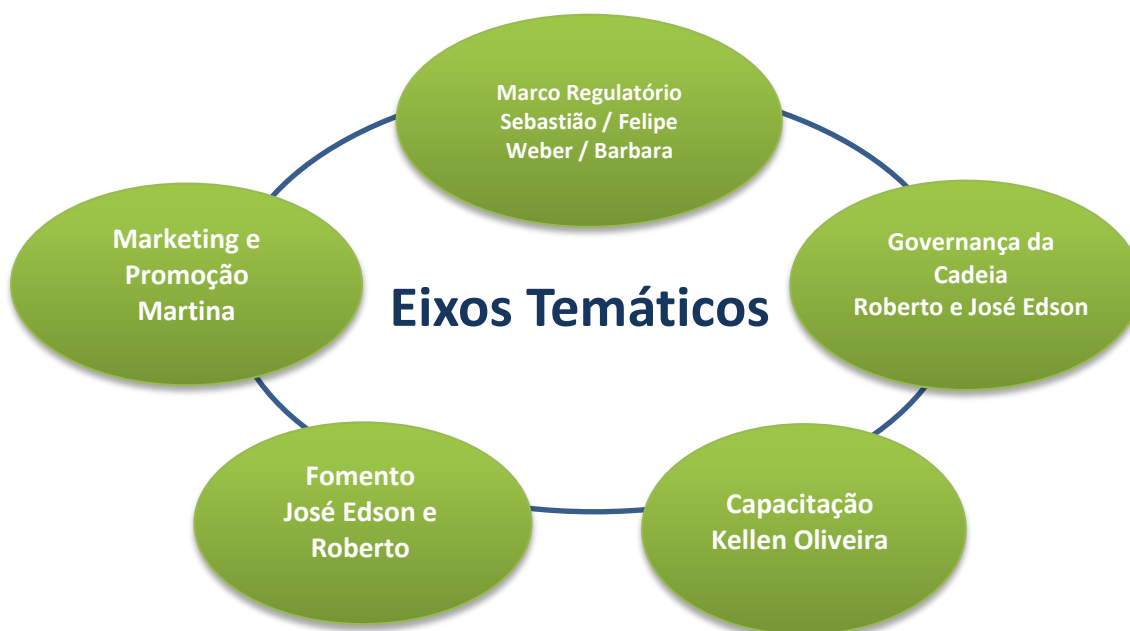 Marco Regulatório
Sebastião / Felipe
Weber / Barbara
Marketing e
Promoção
Martina
Governança da
Cadeia
Roberto e José Edson
Eixos Temáticos
Fomento
José Edson e
Roberto
Capacitação
Kellen Oliveira